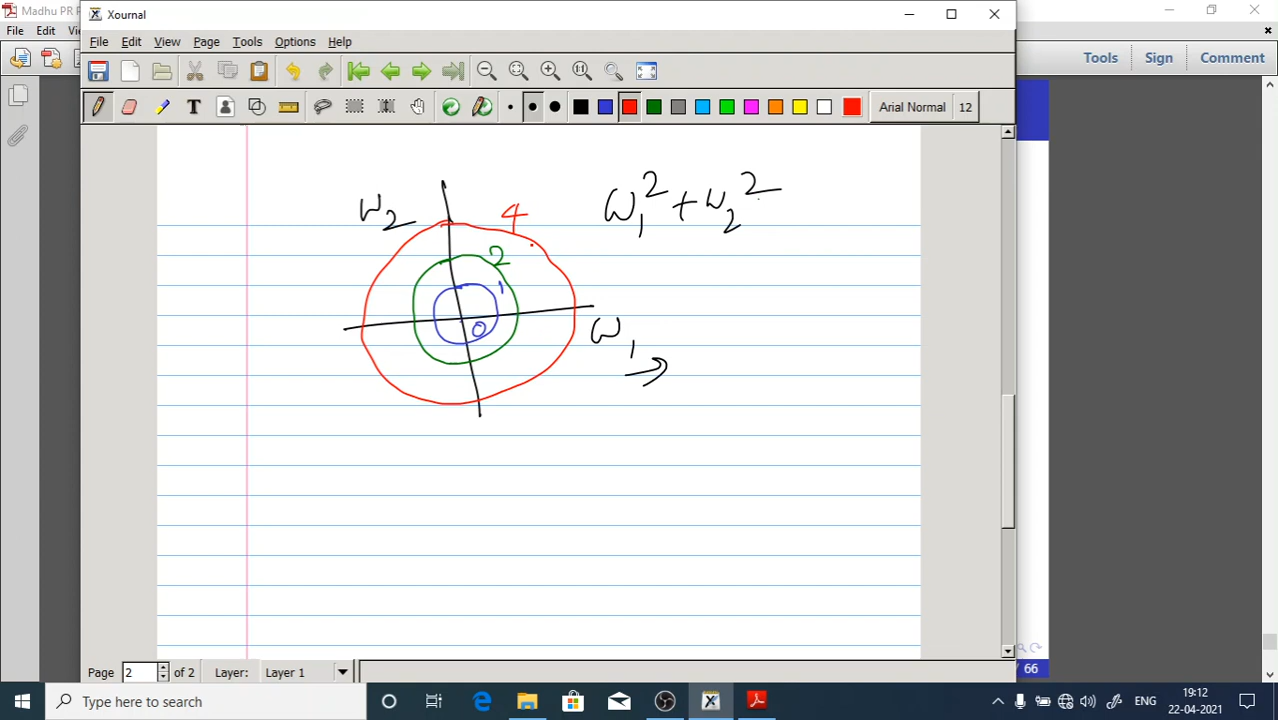 Madhu PR P
Xournal
File Ed
File Edit View Page Tools Options Help
Tools Sign Comment
Arial Normal 12
w₂ 4 w₁² + w₂²
2
1
0 w₁
Page 2 of 2 Layer: Layer 1
/ 66
Type here to search
ENG 19:12
22-04-2021